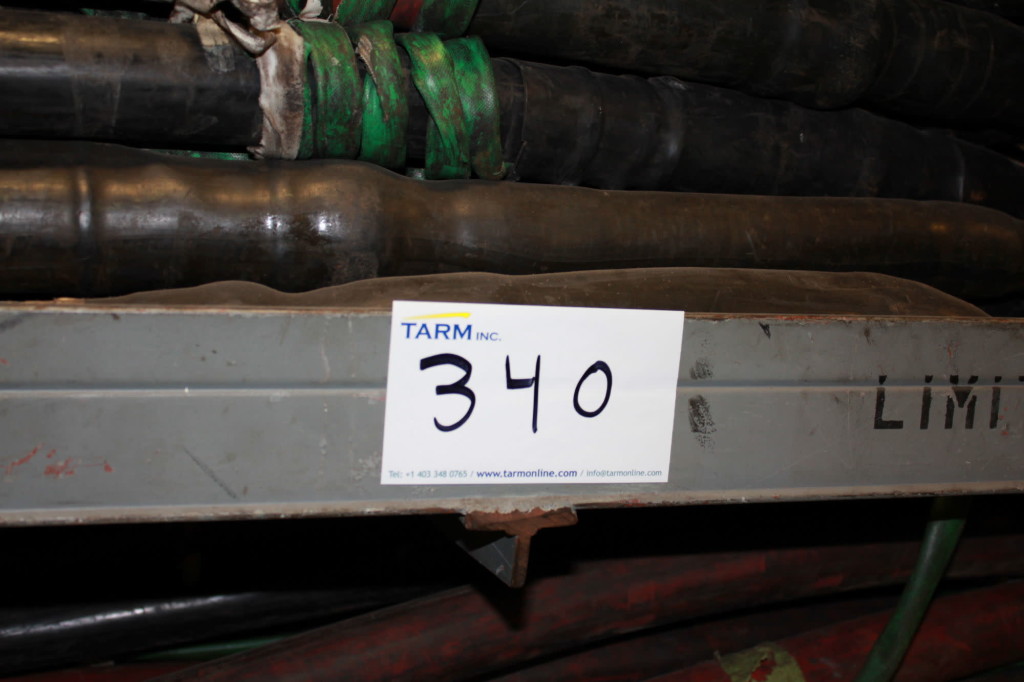 TARM INC.
340
LIMI
Tel: +1 403 348 0765 / www.tarmonline.com / info@tarmonline.com